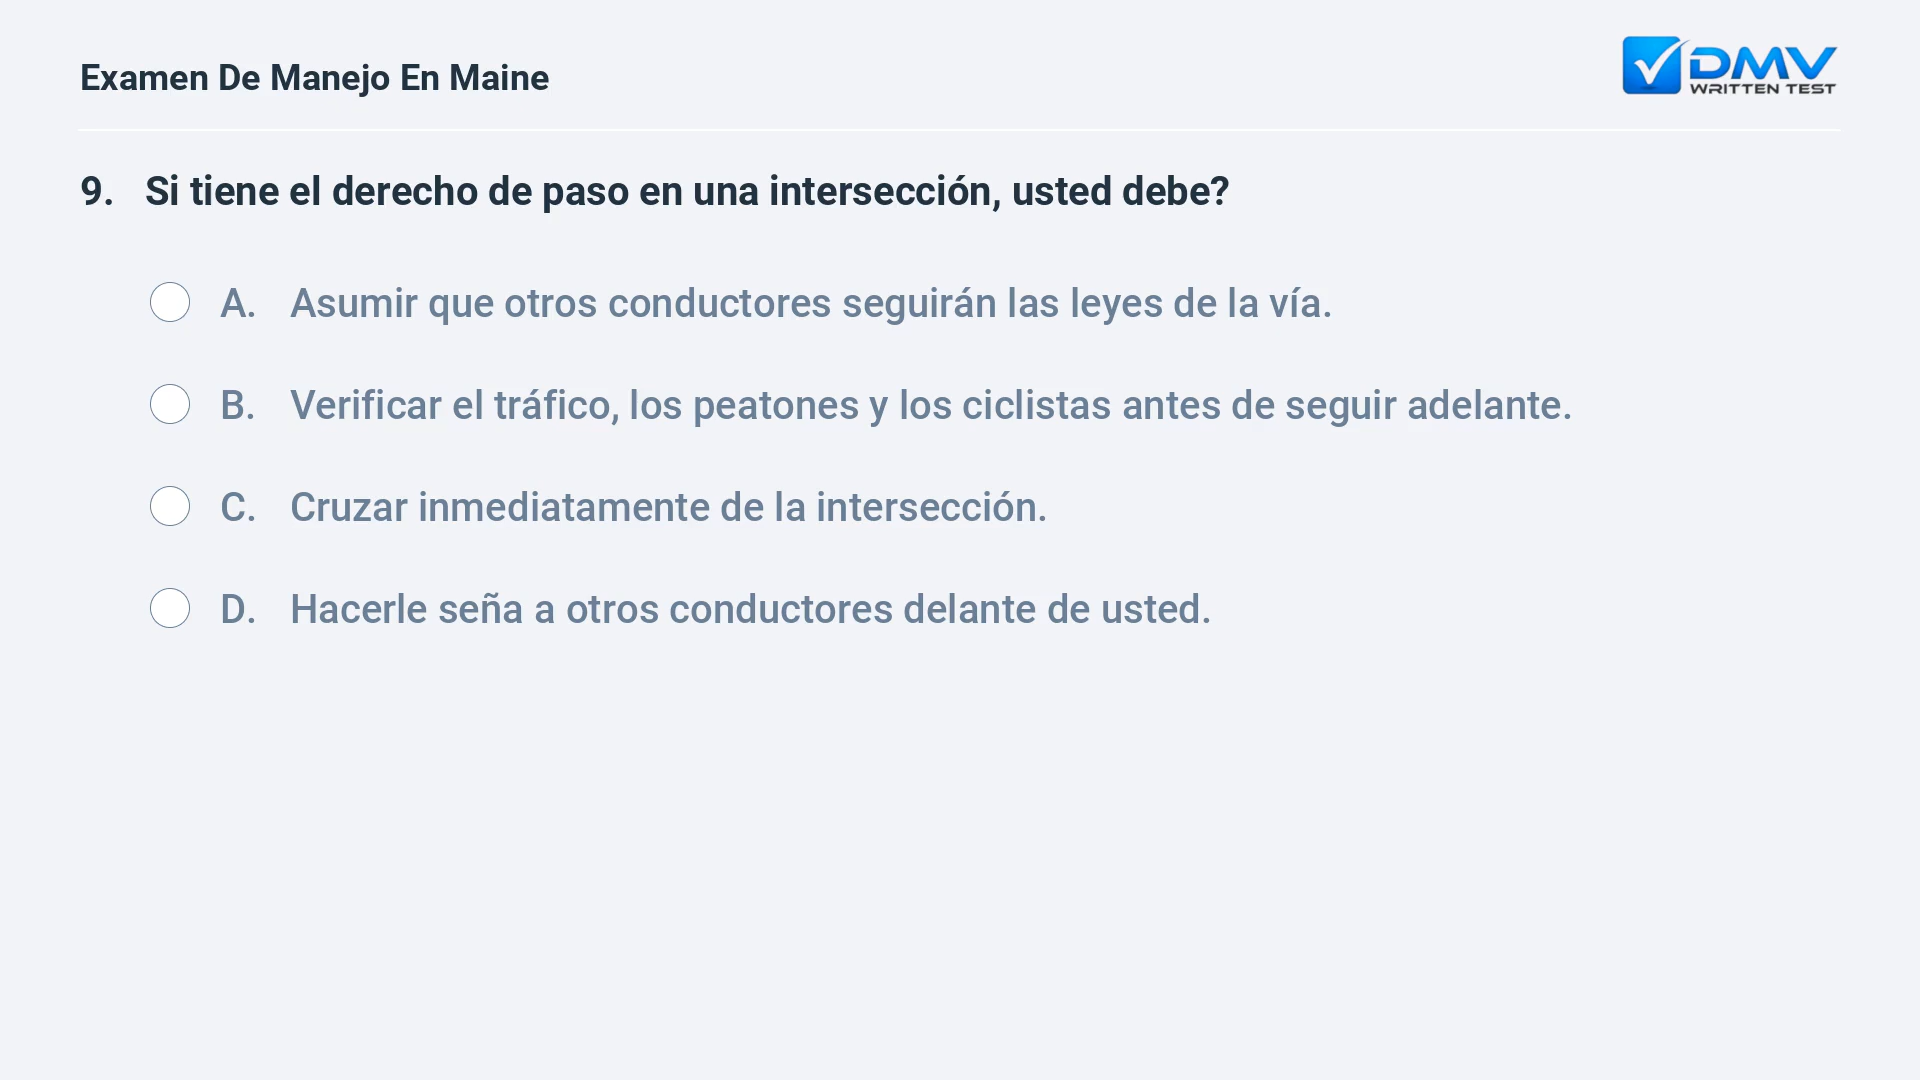 Examen De Manejo En Maine
DMV
WRITTEN TEST
9. Si tiene el derecho de paso en una intersección, usted debe?
A. Asumir que otros conductores seguirán las leyes de la vía.
B. Verificar el tráfico, los peatones y los ciclistas antes de seguir adelante.
C. Cruzar inmediatamente de la intersección.
D. Hacerle seña a otros conductores delante de usted.